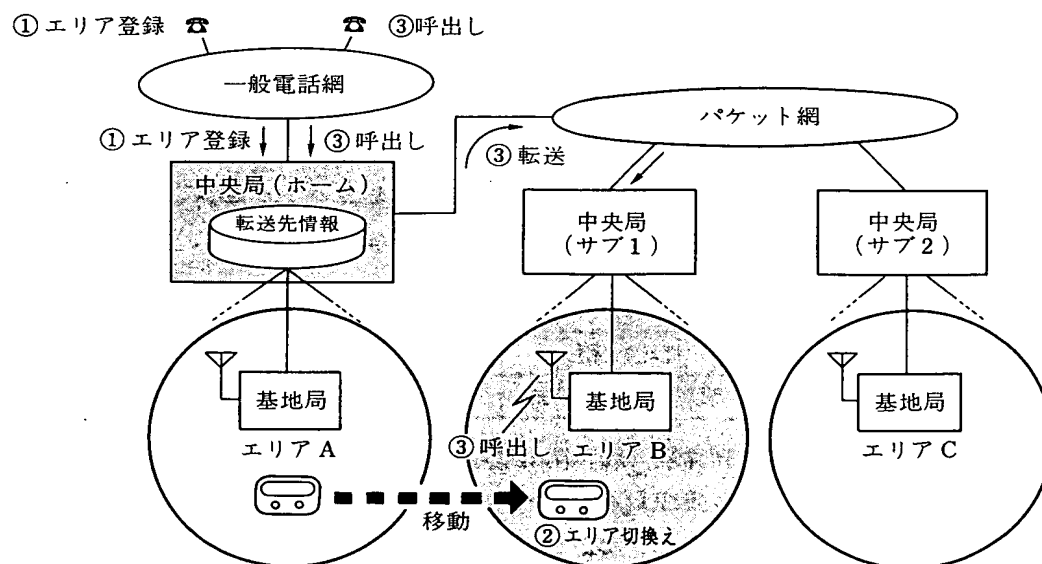 ①エリア登録
③呼出し
一般電話網
①エリア登録
③呼出し
パケット網
③転送
中央局(ホーム)
転送先情報
中央局
(サブ1)
中央局
(サブ2)
基地局
エリアA
基地局
③呼出し
エリアB
基地局
エリアC
移動
②エリア切換え